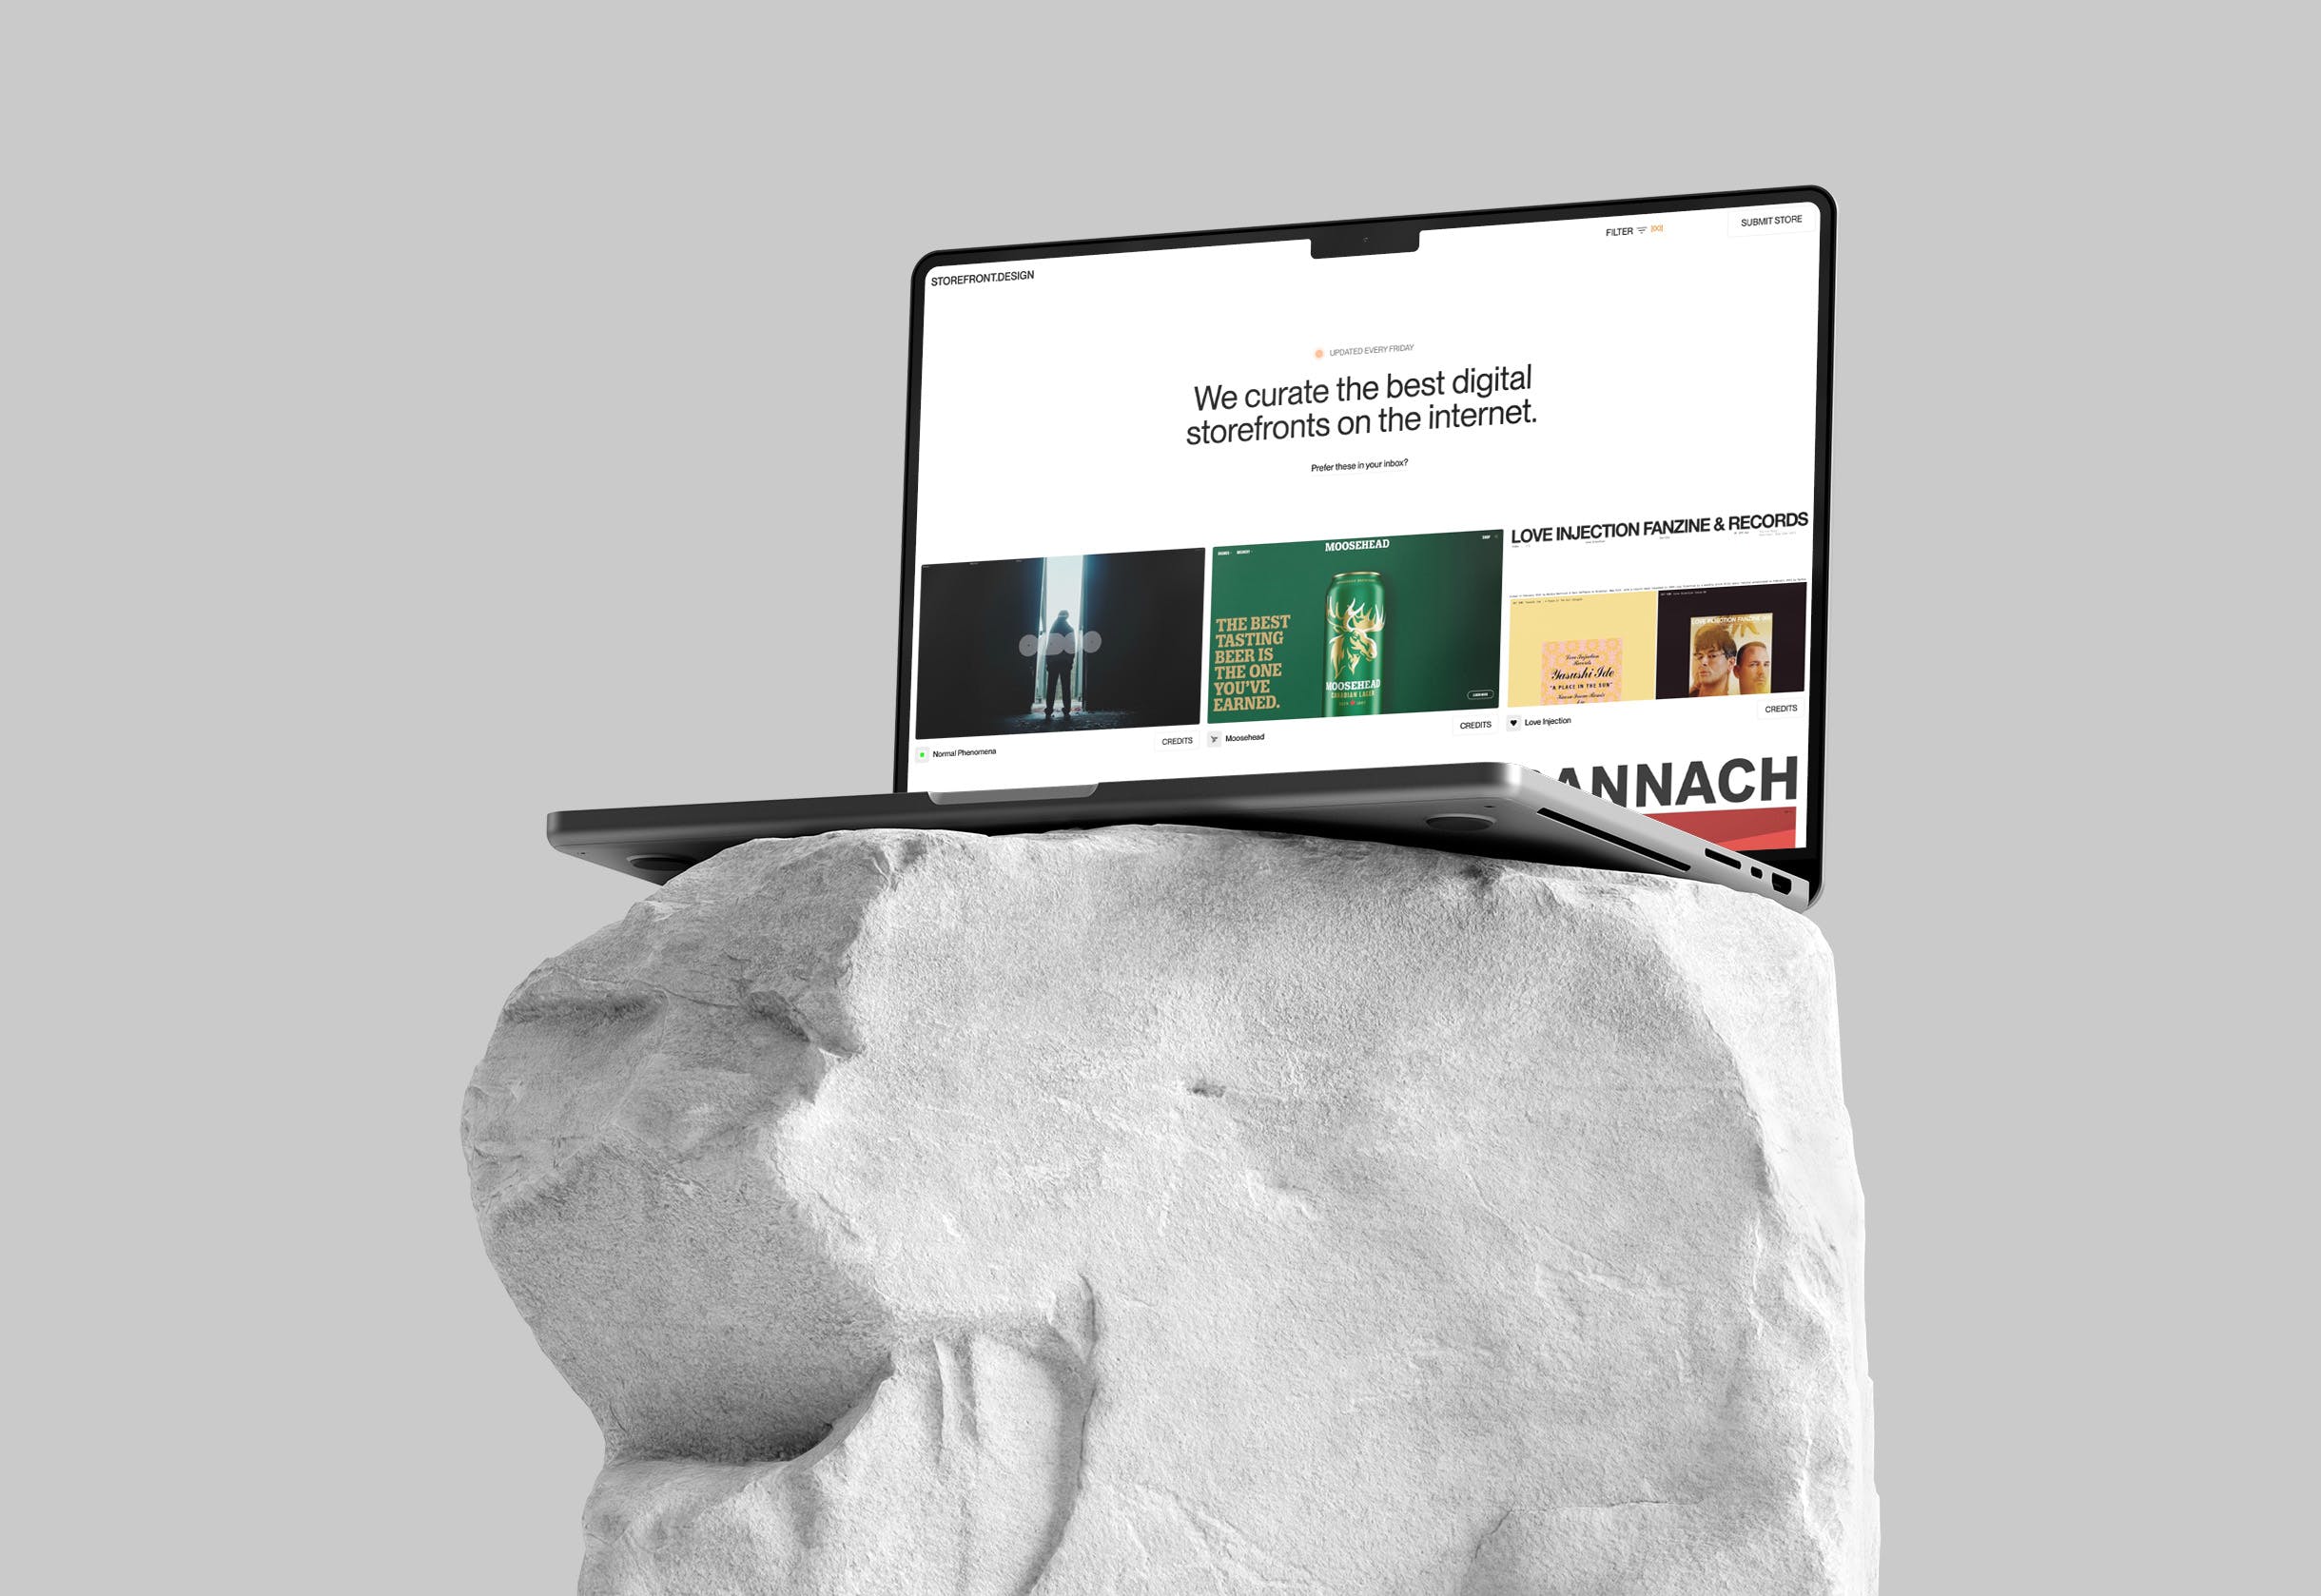 STOREFRONT.DESIGN
FILTER
SUBMIT STORE
UPDATED EVERY FRIDAY
We curate the best digital
storefronts on the internet.
Prefer these in your inbox?
MOOSEHEAD
THE BEST
TASTING
BEER IS
THE ONE
YOU'VE
EARNED.
MOOSEHEAD
CANADIAN LAGER
LOVE INJECTION FANZINE & RECORDS
Love Injection
Records
Yasushi Ide
"A PLACE IN THE SUN"
LOVE INJECTION FANZINE
Normal Phenomena
CREDITS
Moosehead
CREDITS
Love Injection
CREDITS
ANNACH